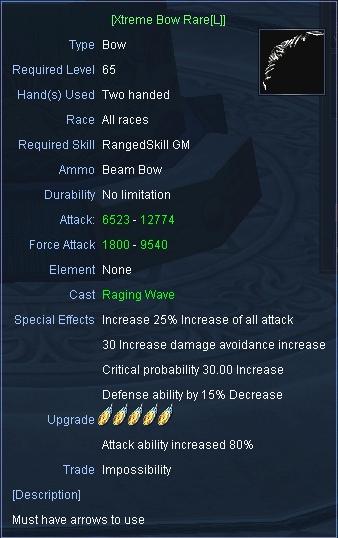 [Xtreme Bow Rare[L]]
Type Bow
Required Level 65
Hand(s) Used Two handed
Race All races
Required Skill RangedSkill GM
Ammo Beam Bow
Durability No limitation
Attack: 6523 - 12774
Force Attack 1800 - 9540
Element None
Cast Raging Wave
Special Effects Increase 25% Increase of all attack
30 Increase damage avoidance increase
Critical probability 30.00 Increase
Defense ability by 15% Decrease
Upgrade
Attack ability increased 80%
Trade Impossibility
[Description]
Must have arrows to use